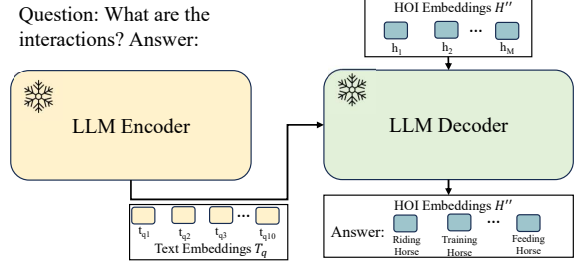 Question: What are the
interactions? Answer:
HOI Embeddings H''
h1 h2 ... hM
LLM Encoder
LLM Decoder
tq1 tq2 tq3 ... tq10
Text Embeddings Tq
HOI Embeddings H''
Answer:
...
Riding
Horse
Training
Horse
Feeding
Horse